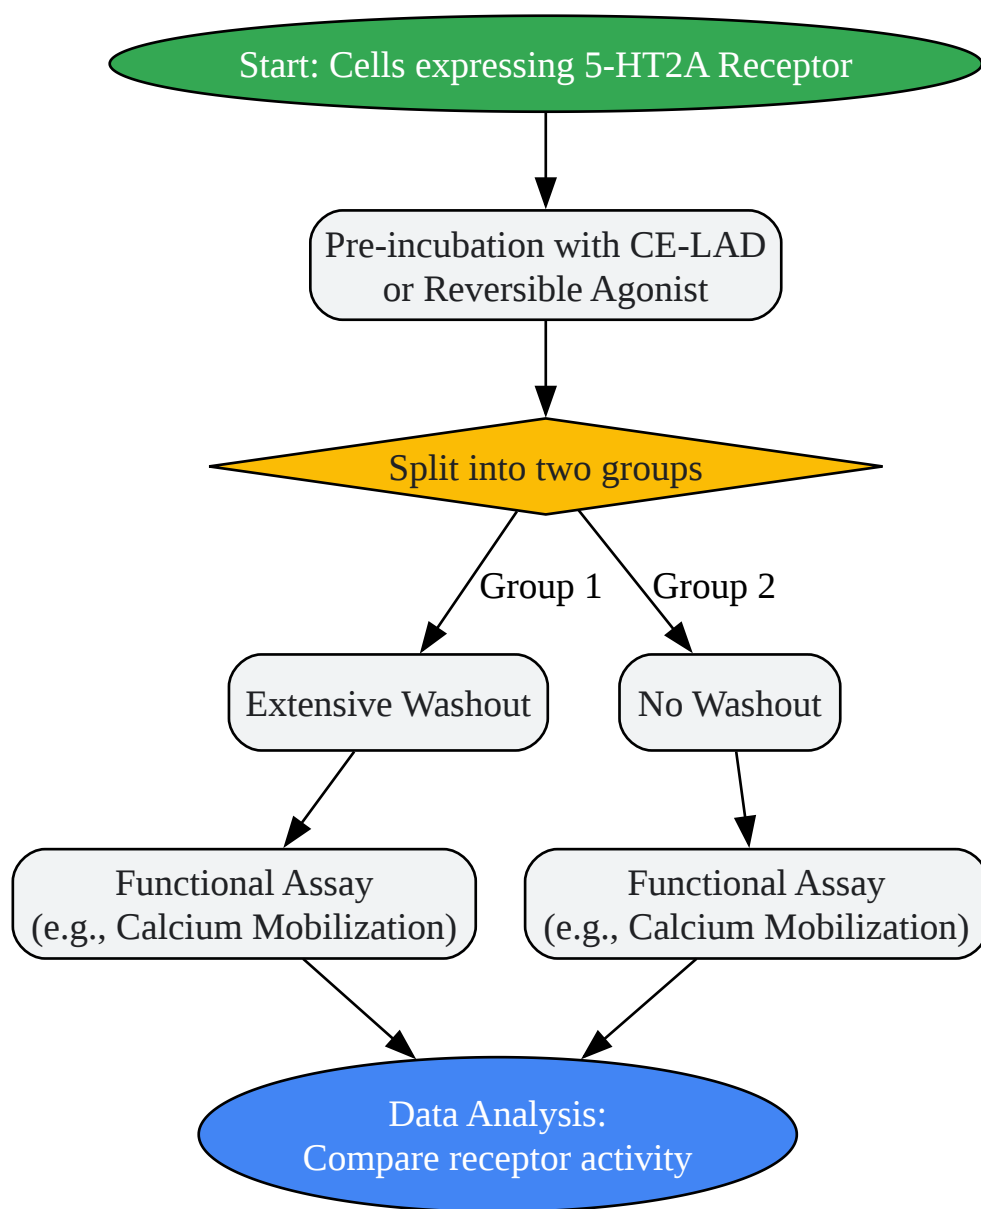 Start: Cells expressing 5-HT2A Receptor
Pre-incubation with CE-LAD
or Reversible Agonist
Split into two groups
Group 1
Group 2
Extensive Washout
No Washout
Functional Assay
(e.g., Calcium Mobilization)
Functional Assay
(e.g., Calcium Mobilization)
Data Analysis:
Compare receptor activity